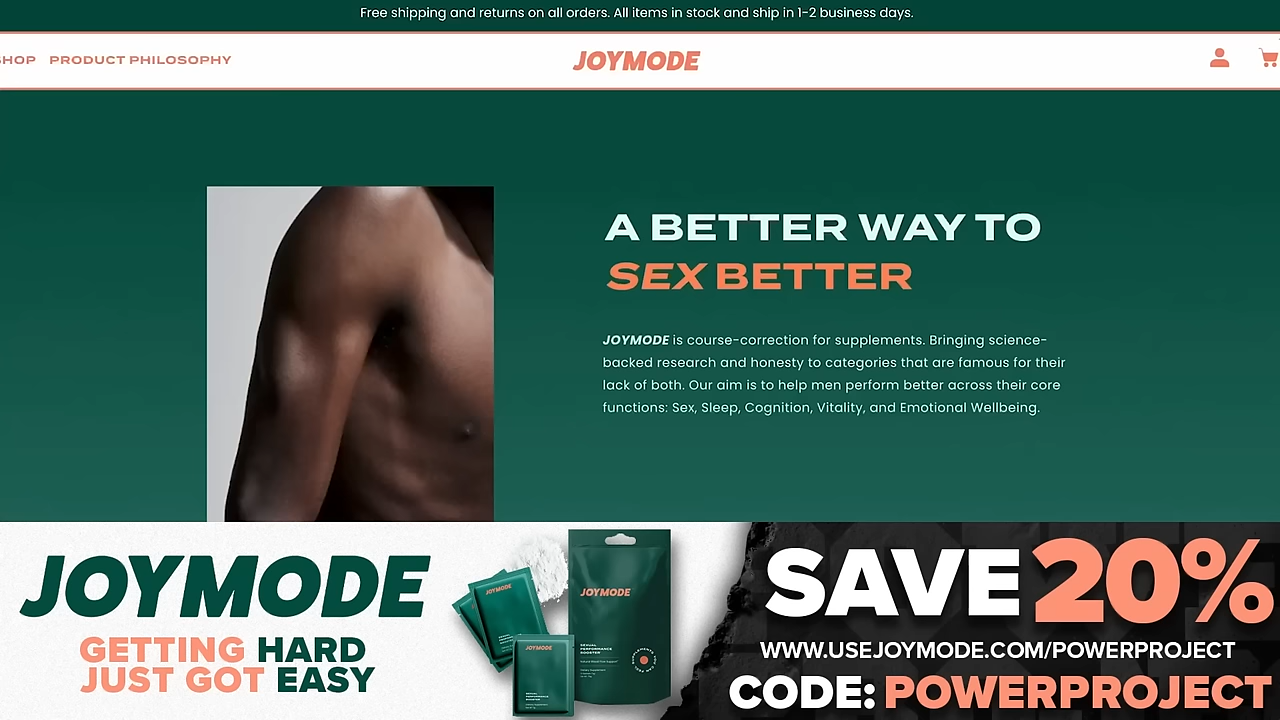 Free shipping and returns on all orders. All items in stock and ship in 1-2 business days.
SHOP PRODUCT PHILOSOPHY
JOYMODE
A BETTER WAY TO
SEX BETTER
JOYMODE is course-correction for supplements. Bringing science-
backed research and honesty to categories that are famous for their
lack of both. Our aim is to help men perform better across their core
functions: Sex, Sleep, Cognition, Vitality, and Emotional Wellbeing.
JOYMODE
GETTING HARD
JUST GOT EASY
JOYMODE
JOYMODE
SEXUAL
PERFORMANCE
BOOSTER
JOYMODE
SAVE 20%
WWW.USEJOYMODE.COM/POWERPROJECT
CODE: POWERPROJECT